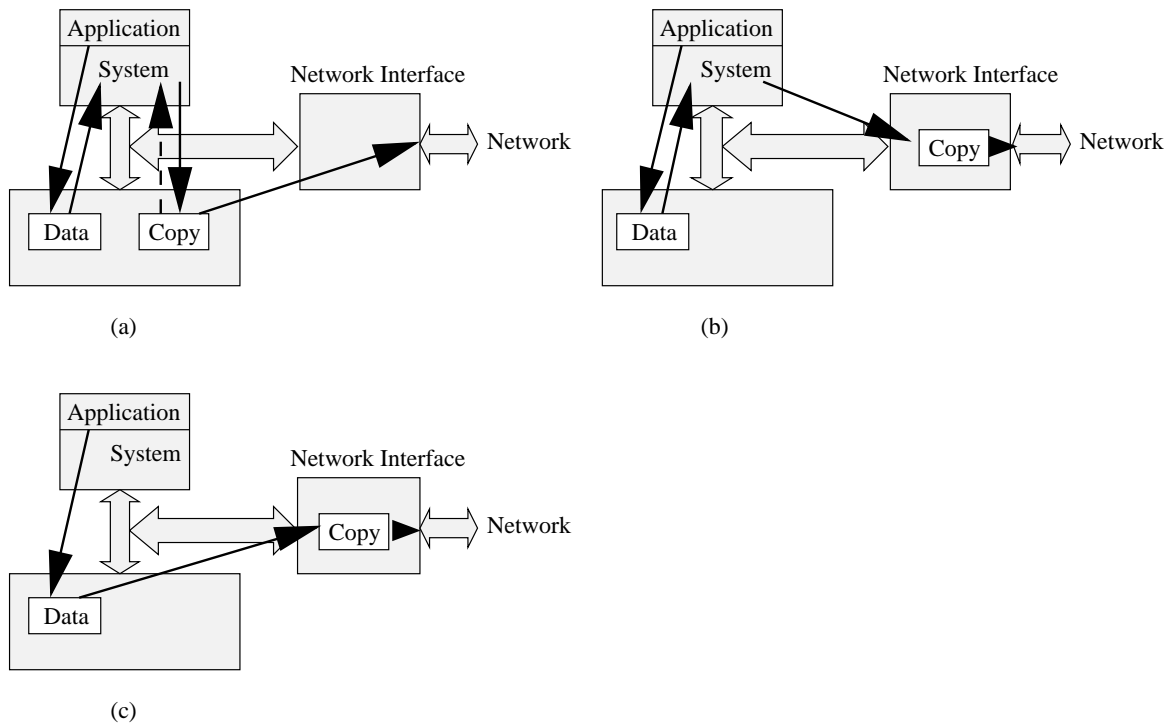 Application
System
Network Interface
Network
Data
Copy
(a)
Application
System
Network Interface
Copy
Network
Data
(b)
Application
System
Network Interface
Copy
Network
Data
(c)